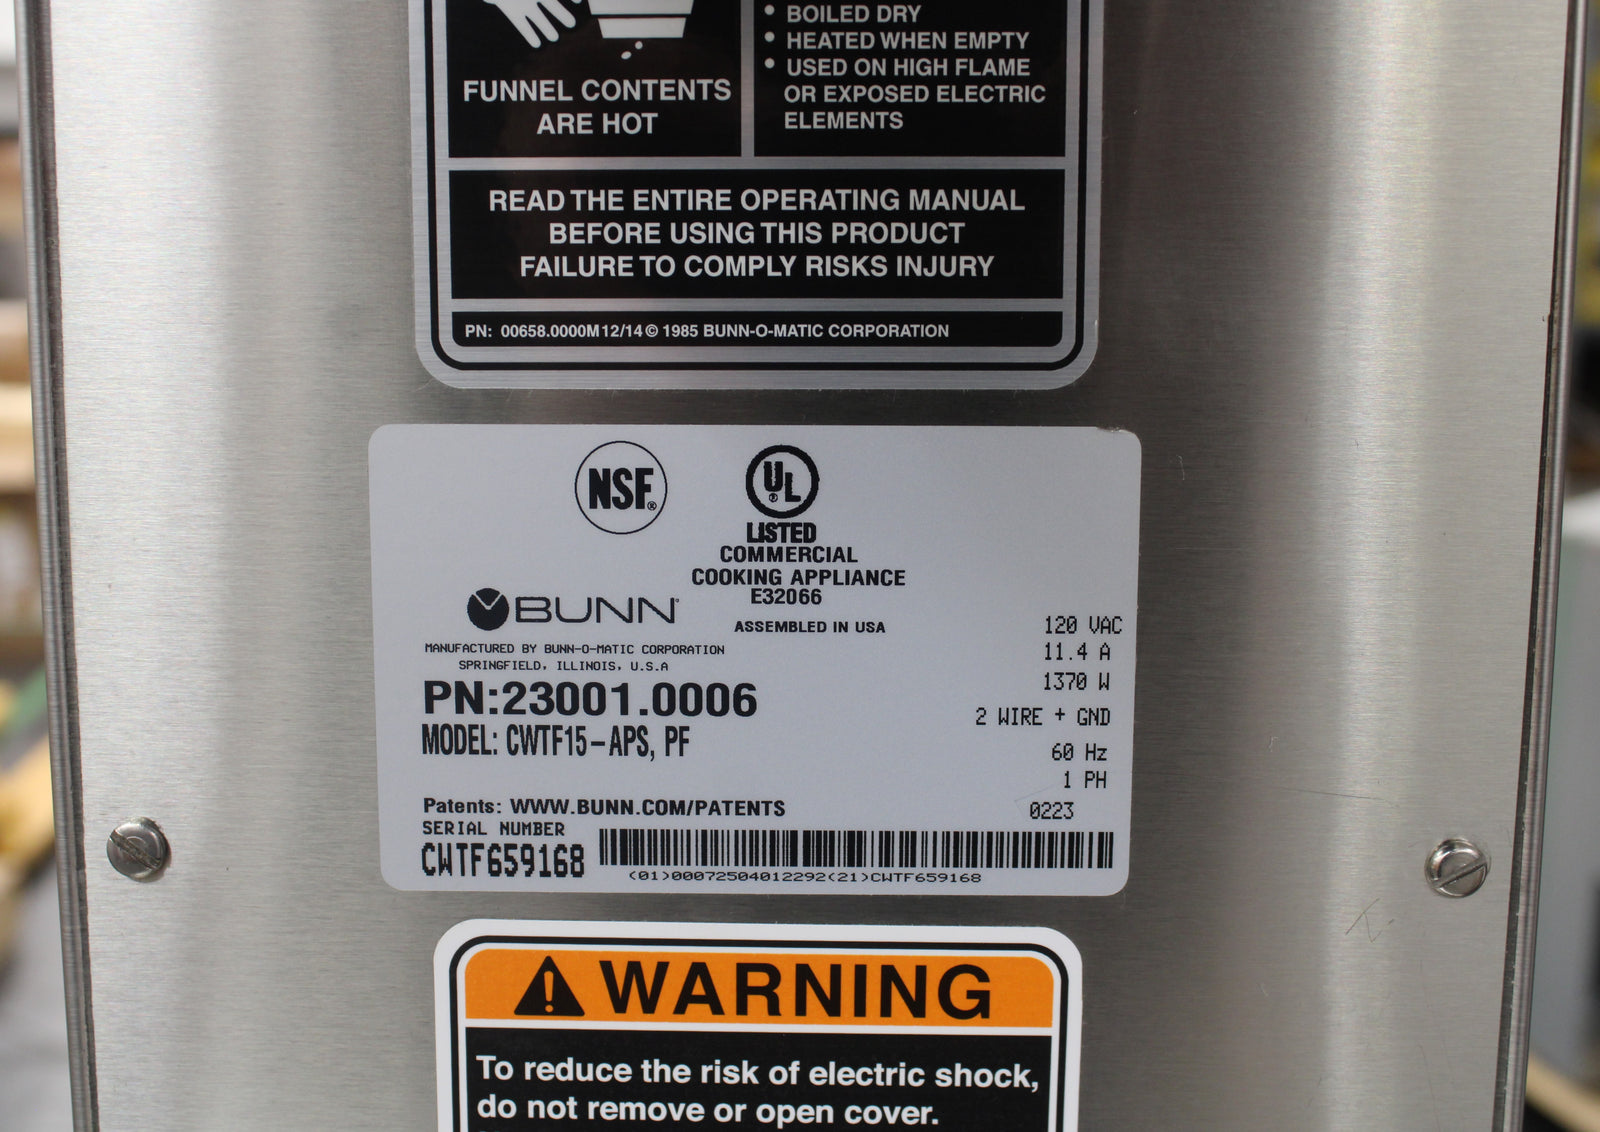 FUNNEL CONTENTS
ARE HOT
• BOILED DRY
• HEATED WHEN EMPTY
• USED ON HIGH FLAME
OR EXPOSED ELECTRIC
ELEMENTS
READ THE ENTIRE OPERATING MANUAL
BEFORE USING THIS PRODUCT
FAILURE TO COMPLY RISKS INJURY
PN: 00658.0000M 12/14 © 1985 BUNN-O-MATIC CORPORATION
NSF®
UL®
LISTED
COMMERCIAL
COOKING APPLIANCE
E32066
BUNN®
ASSEMBLED IN USA
MANUFACTURED BY BUNN-O-MATIC CORPORATION
SPRINGFIELD, ILLINOIS, U.S.A
PN:23001.0006
MODEL: CWTF15-APS, PF
120 VAC
11.4 A
1370 W
2 WIRE + GND
60 Hz
1 PH
0223
Patents: WWW.BUNN.COM/PATENTS
SERIAL NUMBER
CWTF659168
(01)00072504012292(21)CWTF659168
WARNING
To reduce the risk of electric shock,
do not remove or open cover.